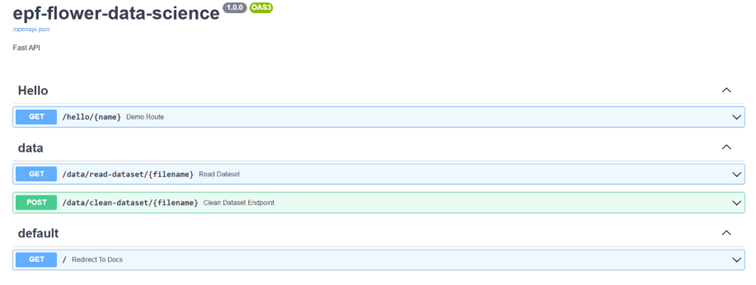 epf-flower-data-science 1.0.0 OAS3
/openapi.json
Fast API
Hello
GET /hello/{name} Demo Route
data
GET /data/read-dataset/{filename} Read Dataset
POST /data/clean-dataset/{filename} Clean Dataset Endpoint
default
GET / Redirect To Docs